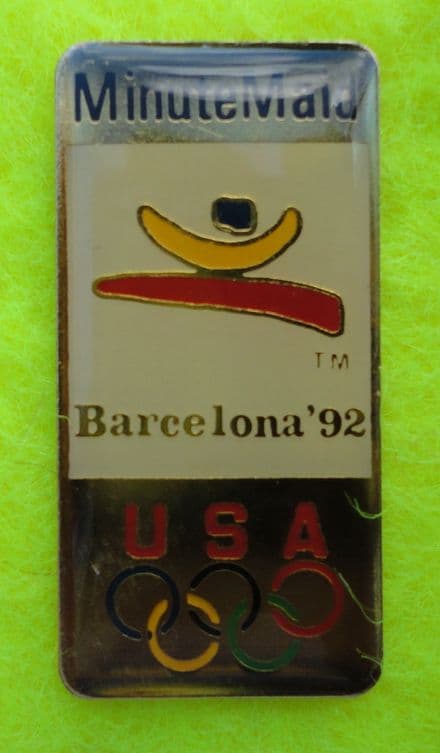 MinuteMaid
TM
Barcelona '92
USA